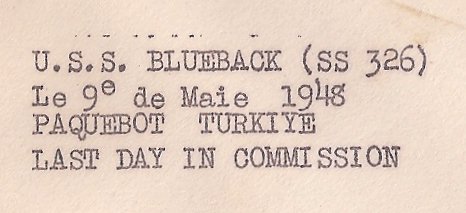 U.S.S. BLUEBACK (SS 326)
Le 9e de Maie 1948
PAQUEBOT TURKIYE
LAST DAY IN COMMISSION